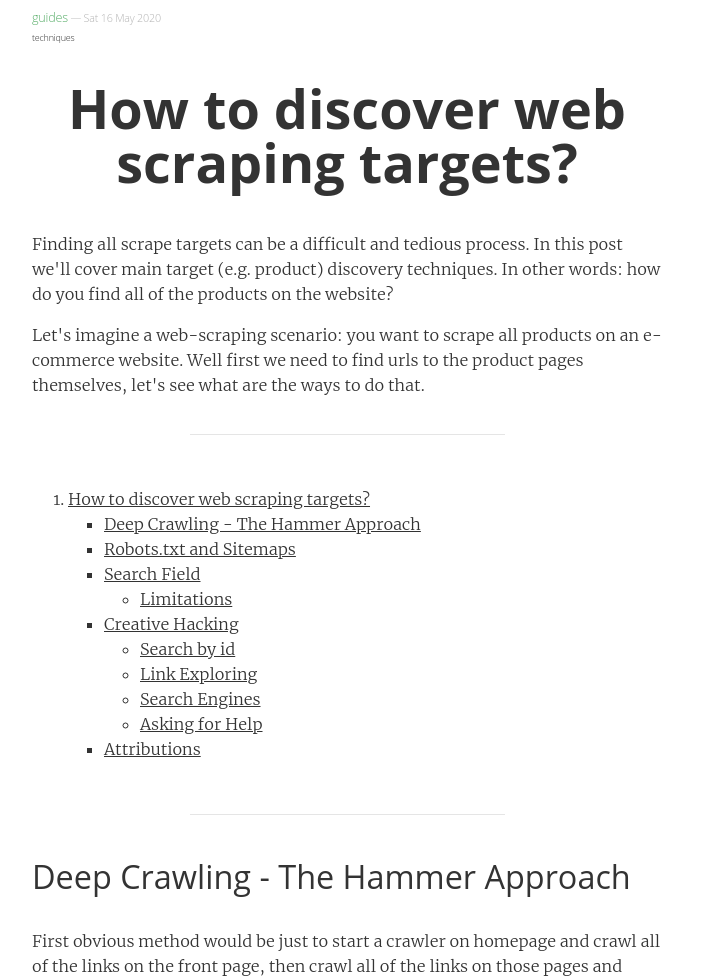 guides — Sat 16 May 2020
techniques
How to discover web
scraping targets?
Finding all scrape targets can be a difficult and tedious process. In this post
we'll cover main target (e.g. product) discovery techniques. In other words: how
do you find all of the products on the website?
Let's imagine a web-scraping scenario: you want to scrape all products on an e-
commerce website. Well first we need to find urls to the product pages
themselves, let's see what are the ways to do that.
1. How to discover web scraping targets?
▪ Deep Crawling - The Hammer Approach
▪ Robots.txt and Sitemaps
▪ Search Field
◦ Limitations
▪ Creative Hacking
◦ Search by id
◦ Link Exploring
◦ Search Engines
◦ Asking for Help
▪ Attributions
Deep Crawling - The Hammer Approach
First obvious method would be just to start a crawler on homepage and crawl all
of the links on the front page, then crawl all of the links on those pages and